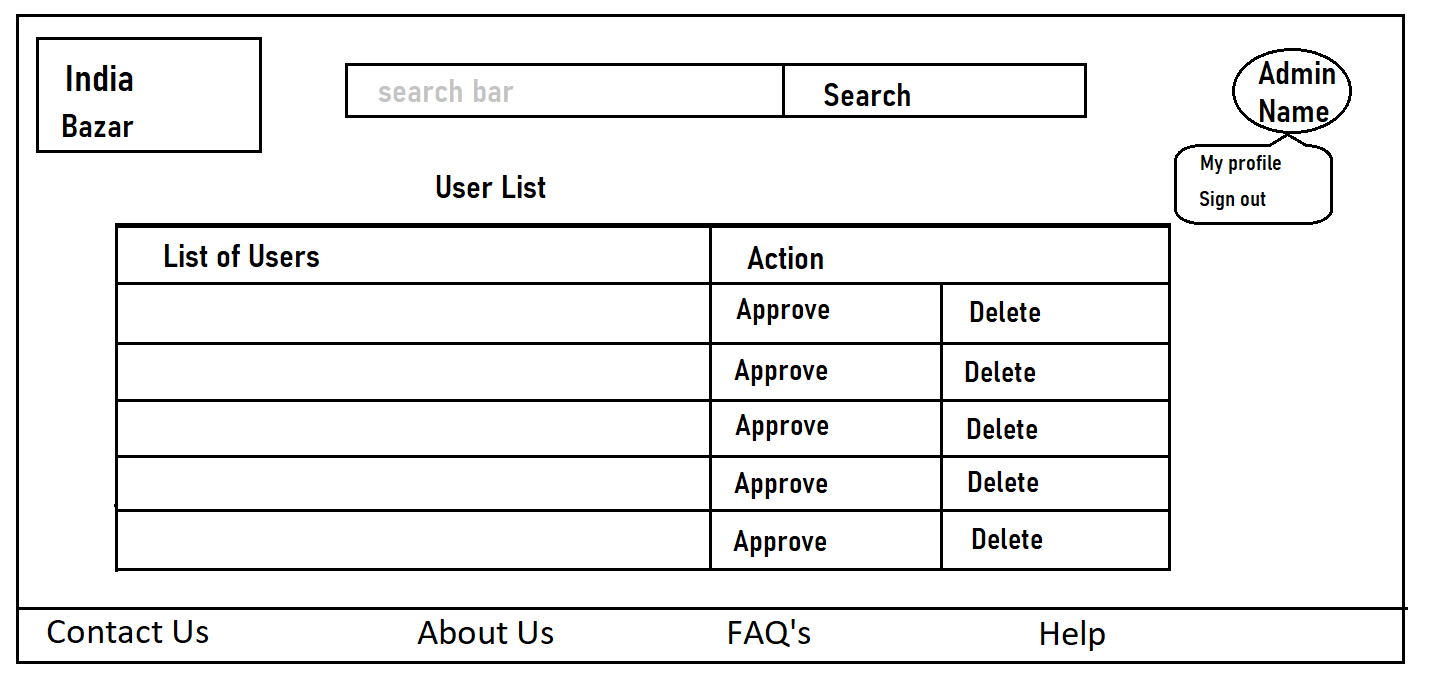 India
Bazar
search bar
Search
Admin
Name
My profile
Sign out
User List
List of Users
Action
Approve
Delete
Approve
Delete
Approve
Delete
Approve
Delete
Approve
Delete
Contact Us
About Us
FAQ's
Help